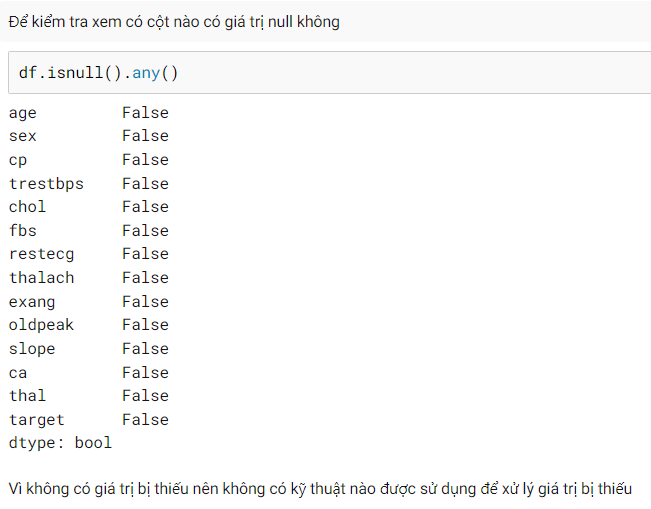 Để kiểm tra xem có cột nào có giá trị null không
df.isnull().any()
age False
sex False
cp False
trestbps False
chol False
fbs False
restecg False
thalach False
exang False
oldpeak False
slope False
ca False
thal False
target False
dtype: bool
Vì không có giá trị bị thiếu nên không có kỹ thuật nào được sử dụng để xử lý giá trị bị thiếu